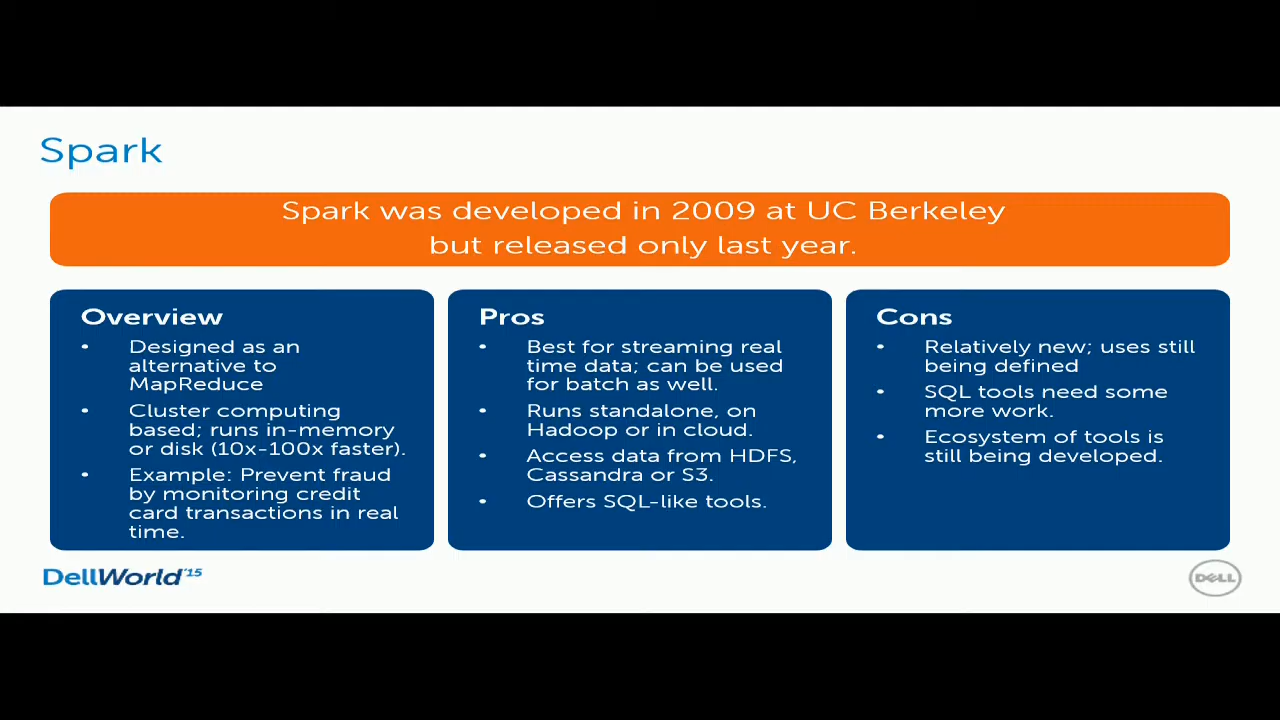 Spark
Spark was developed in 2009 at UC Berkeley
but released only last year.
Overview
• Designed as an
alternative to
MapReduce
• Cluster computing
based; runs in-memory
or disk (10x-100x faster).
• Example: Prevent fraud
by monitoring credit
card transactions in real
time.
Pros
• Best for streaming real
time data; can be used
for batch as well.
• Runs standalone, on
Hadoop or in cloud.
• Access data from HDFS,
Cassandra or S3.
• Offers SQL-like tools.
Cons
• Relatively new; uses still
being defined
• SQL tools need some
more work.
• Ecosystem of tools is
still being developed.
DellWorld'15
DELL